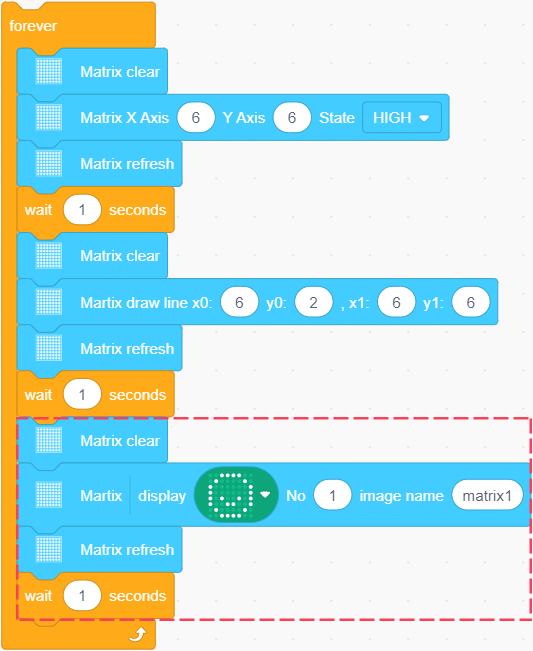 forever
Matrix clear
Matrix X Axis 6 Y Axis 6 State HIGH
Matrix refresh
wait 1 seconds
Matrix clear
Martix draw line x0: 6 y0: 2 , x1: 6 y1: 6
Matrix refresh
wait 1 seconds
Matrix clear
Martix display No 1 image name matrix1
Matrix refresh
wait 1 seconds